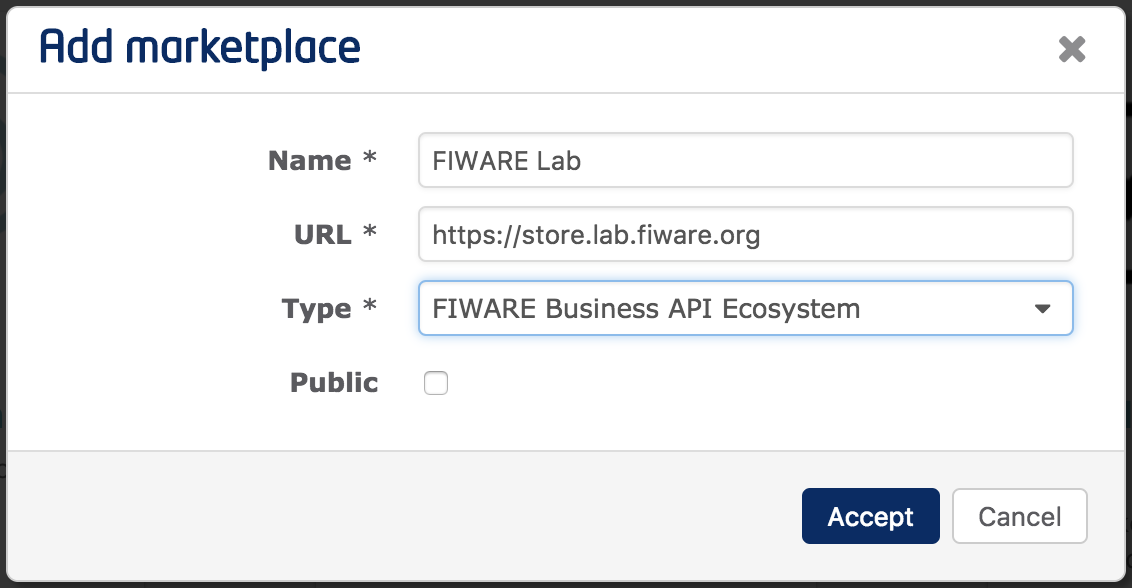 Add marketplace
Name * FIWARE Lab
URL * https://store.lab.fiware.org
Type * FIWARE Business API Ecosystem
Public
Accept Cancel